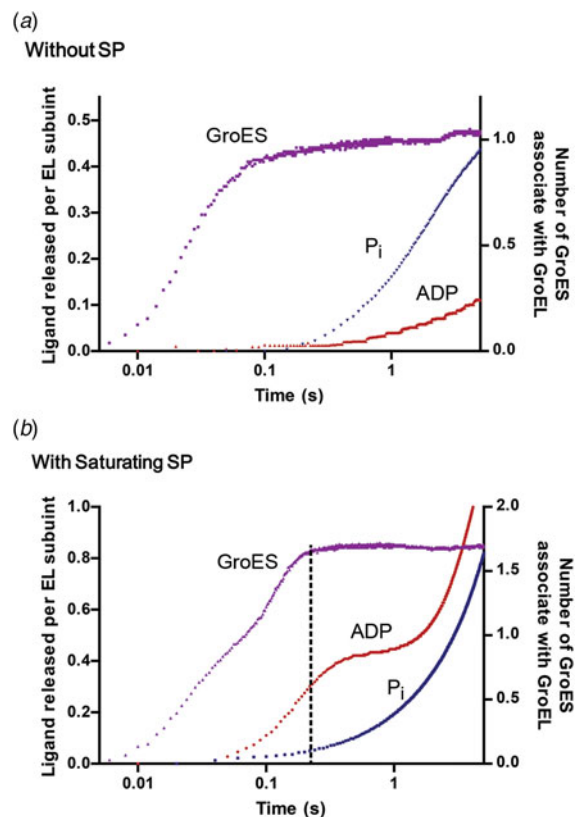 (a)
Without SP
Ligand released per EL subuint
0.5
0.4
0.3
0.2
0.1
0.0
GroES
Pi
ADP
1.0
0.5
0.0
Number of GroES
associate with GroEL
0.01
0.1
1
Time (s)
(b)
With Saturating SP
Ligand released per EL subuint
1.0
0.8
0.6
0.4
0.2
0.0
GroES
ADP
Pi
2.0
1.5
1.0
0.5
0.0
Number of GroES
associate with GroEL
0.01
0.1
1
Time (s)